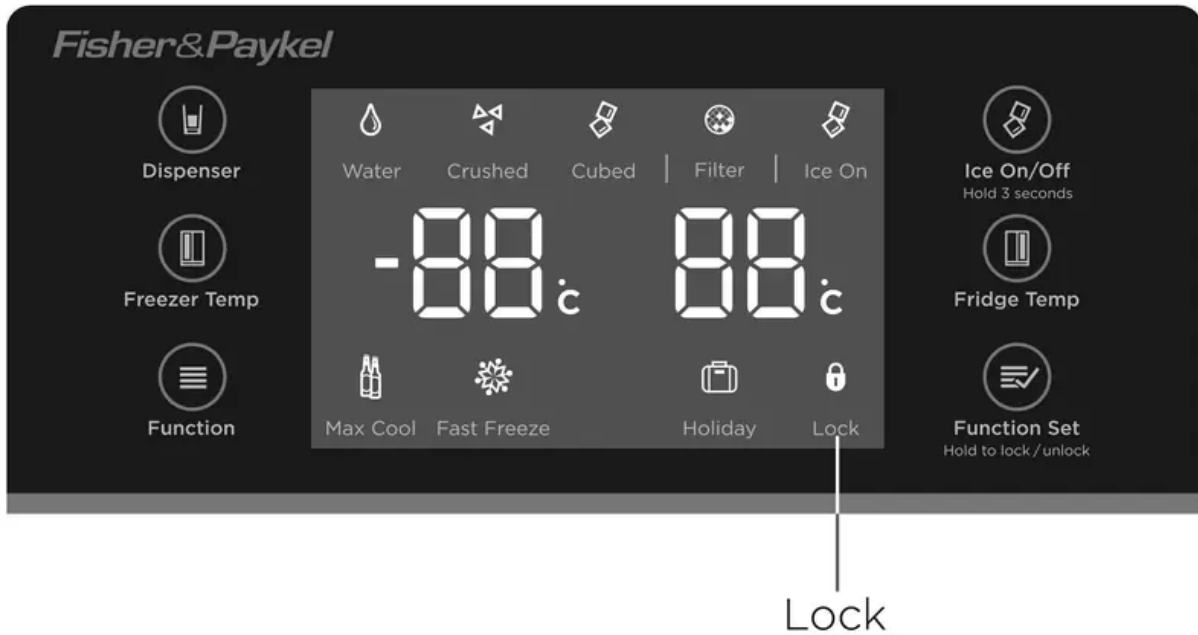 Fisher&Paykel
Dispenser
Water
Crushed
Cubed
Filter
Ice On
Ice On/Off
Hold 3 seconds
Freezer Temp
-88°C
88°C
Fridge Temp
Function
Max Cool
Fast Freeze
Holiday
Lock
Function Set
Hold to lock/unlock
Lock